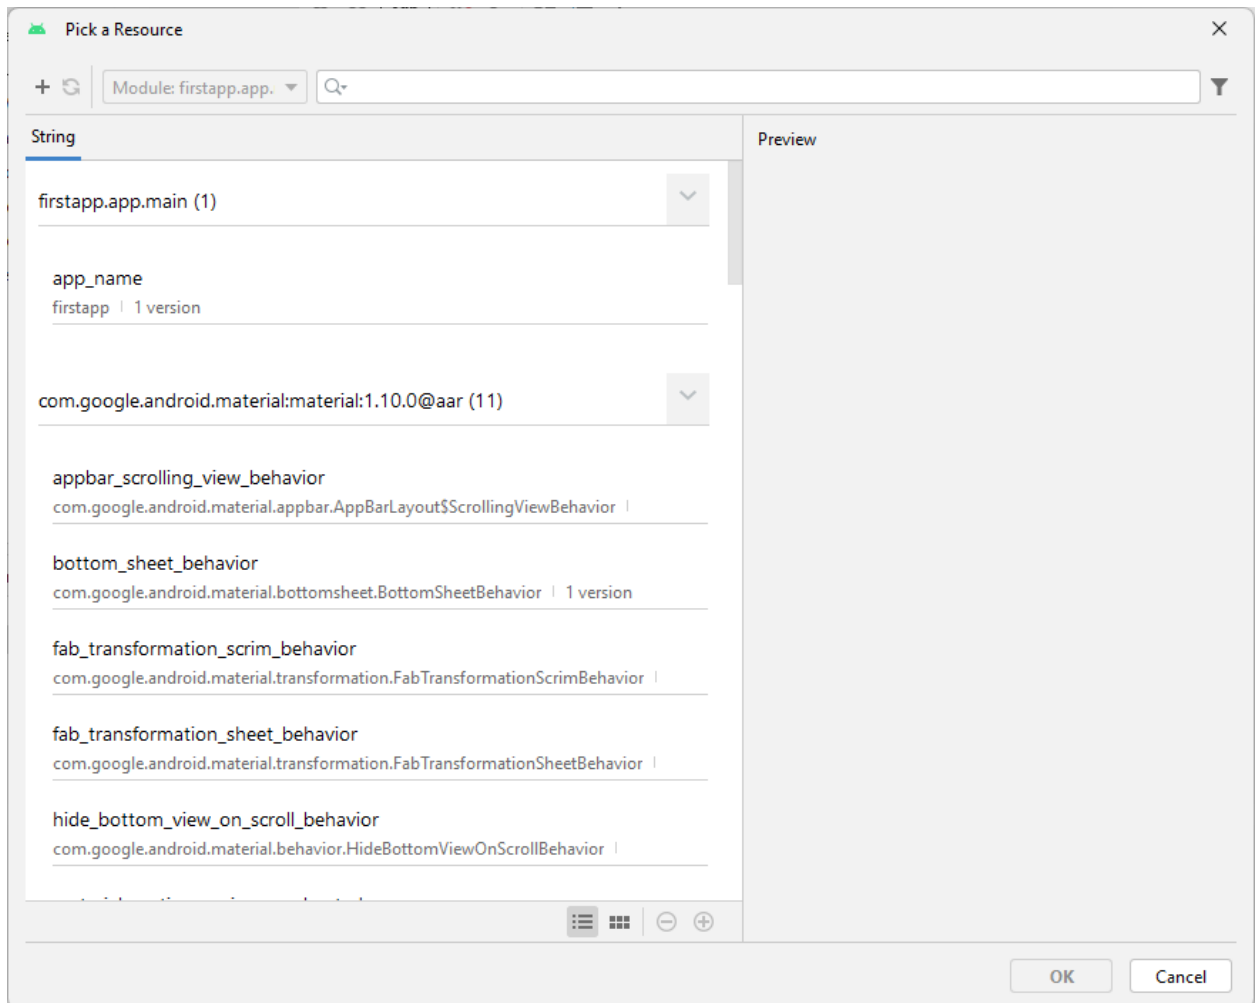 Pick a Resource
Module: firstapp.app.
String
Preview
firstapp.app.main (1)
app_name
firstapp | 1 version
com.google.android.material:material:1.10.0@aar (11)
appbar_scrolling_view_behavior
com.google.android.material.appbar.AppBarLayout$ScrollingViewBehavior |
bottom_sheet_behavior
com.google.android.material.bottomsheet.BottomSheetBehavior | 1 version
fab_transformation_scrim_behavior
com.google.android.material.transformation.FabTransformationScrimBehavior |
fab_transformation_sheet_behavior
com.google.android.material.transformation.FabTransformationSheetBehavior |
hide_bottom_view_on_scroll_behavior
com.google.android.material.behavior.HideBottomViewOnScrollBehavior |
OK
Cancel